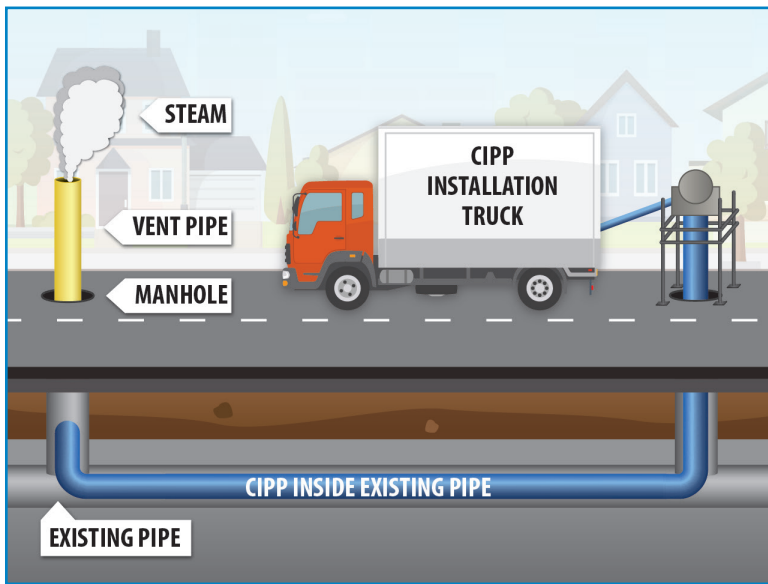 STEAM
CIPP
INSTALLATION
TRUCK
VENT PIPE
MANHOLE
CIPP INSIDE EXISTING PIPE
EXISTING PIPE